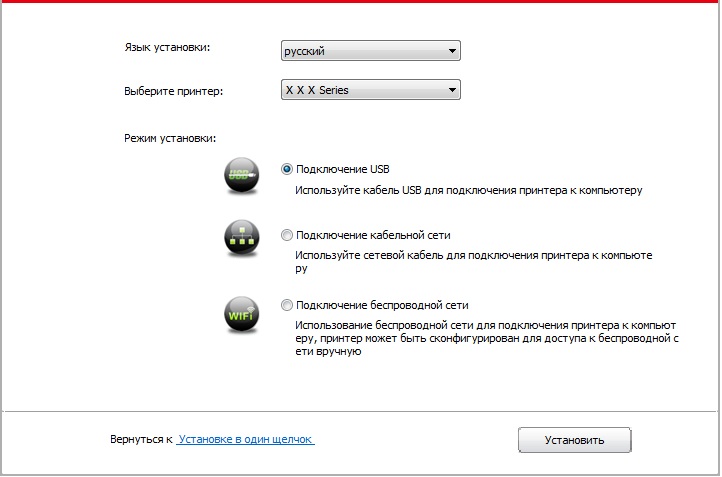 Язык установки: русский
Выберите принтер: X X X Series
Режим установки:
USB
Подключение USB
Используйте кабель USB для подключения принтера к компьютеру
Подключение кабельной сети
Используйте сетевой кабель для подключения принтера к компьюте
ру
WiFi
Подключение беспроводной сети
Использование беспроводной сети для подключения принтера к компьют
еру, принтер может быть сконфигурирован для доступа к беспроводной с
ети вручную
Вернуться к Установке в один щелчок Установить